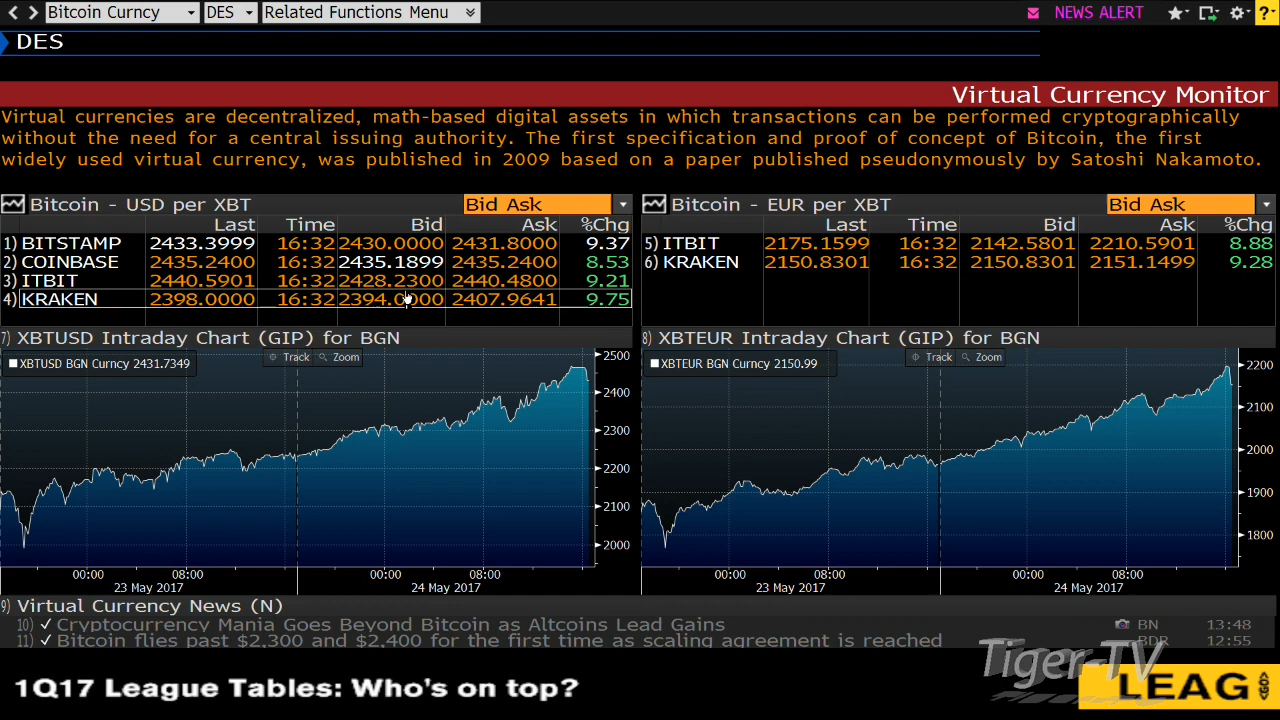 Bitcoin Curncy DES Related Functions Menu NEWS ALERT ?
DES
Virtual Currency Monitor
Virtual currencies are decentralized, math-based digital assets in which transactions can be performed cryptographically
without the need for a central issuing authority. The first specification and proof of concept of Bitcoin, the first
widely used virtual currency, was published in 2009 based on a paper published pseudonymously by Satoshi Nakamoto.
Bitcoin - USD per XBT Bid Ask
Last Time Bid Ask %Chg
1) BITSTAMP 2433.3999 16:32 2430.0000 2431.8000 9.37
2) COINBASE 2435.2400 16:32 2435.1899 2435.2400 8.53
3) ITBIT 2440.5901 16:32 2428.2300 2440.4800 9.21
4) KRAKEN 2398.0000 16:32 2394.0000 2407.9641 9.75
Bitcoin - EUR per XBT Bid Ask
Last Time Bid Ask %Chg
5) ITBIT 2175.1599 16:32 2142.5801 2210.5901 8.88
6) KRAKEN 2150.8301 16:32 2150.8301 2151.1499 9.28
7) XBTUSD Intraday Chart (GIP) for BGN
XBTUSD BGN Curncy 2431.7349 Track Zoom
2500
2400
2300
2200
2100
2000
00:00 08:00 00:00 08:00
23 May 2017 24 May 2017
8) XBTEUR Intraday Chart (GIP) for BGN
XBTEUR BGN Curncy 2150.99 Track Zoom
2200
2100
2000
1900
1800
00:00 08:00 00:00 08:00
23 May 2017 24 May 2017
9) Virtual Currency News (N)
10) ✓ Cryptocurrency Mania Goes Beyond Bitcoin as Altcoins Lead Gains BN 13:48
11) ✓ Bitcoin flies past $2,300 and $2,400 for the first time as scaling agreement is reached BDR 12:55
Tiger-TV
1Q17 League Tables: Who's on top? LEAG